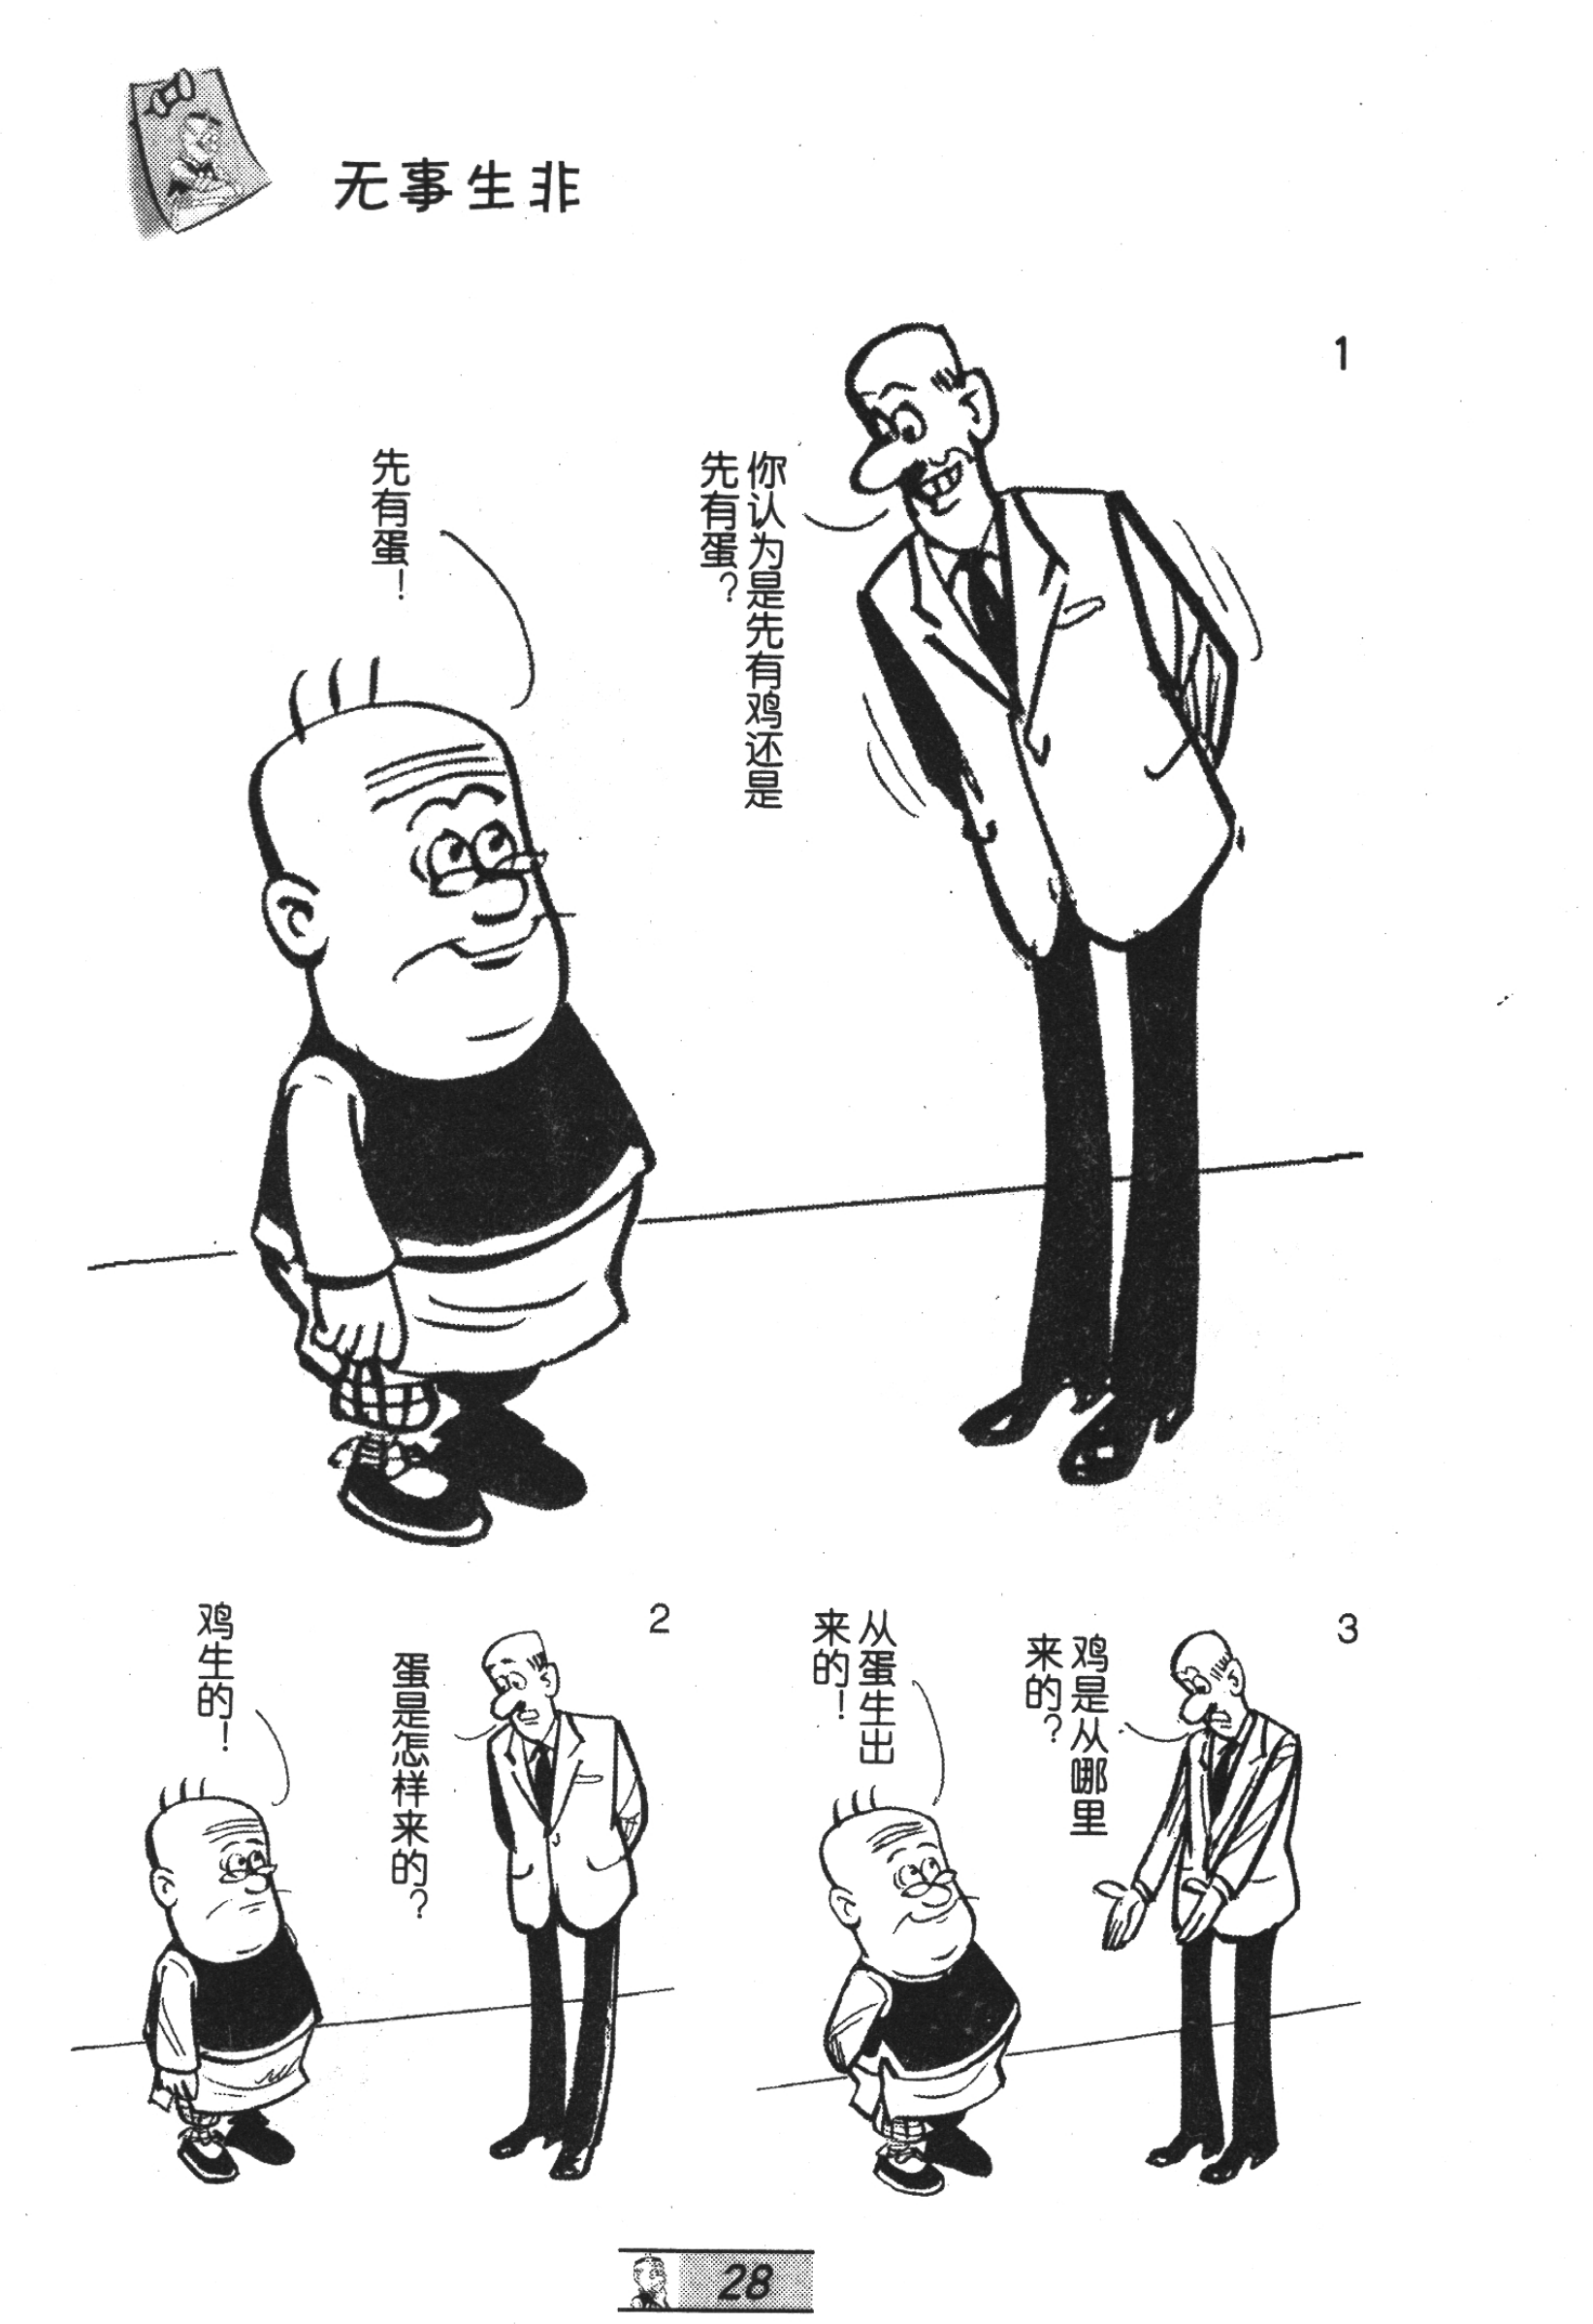 无事生非
1
你认为是先有鸡还是
先有蛋？
先有蛋！
2
蛋是怎样来的？
鸡生的！
3
鸡是从哪里
来的？
从蛋生出
来的！
28